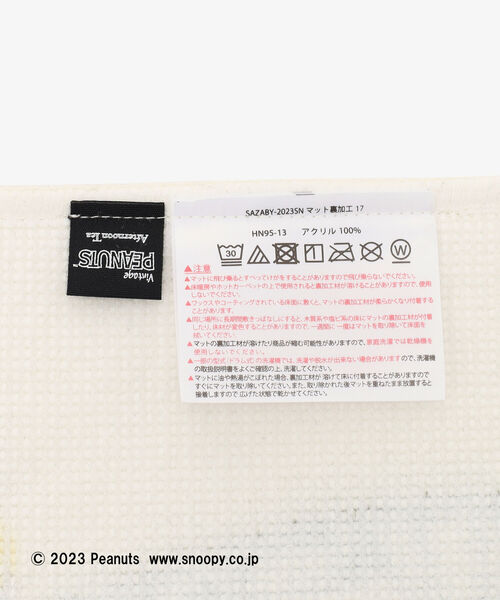 SAZABY-2023SN マット裏加工 17
HN95-13 アクリル 100%
30
▲注意
▲マットに飛び乗るとすべってけがをすることがありますので飛び乗らないでください。
▲床暖房やホットカーペットの上で使用されると裏加工材が溶けることがありますので、使用
しないでください。
▲ワックスやコーティングされている床面に敷くと、マットの裏加工材が柔らかくなり付着する
ことがあります。
▲同じ場所に長期間敷きっぱなしにすると、木質系や塩ビ系の床にマットの裏加工材が付着
したり、床材が変色することがありますので、一週間に一度はマットを取り除いて床面を
拭いてください。
▲マットの裏加工材が溶けたり商品が縮む可能性がありますので、家庭洗濯では乾燥機を
使用しないでください。
▲一部の型式（ドラム式）の洗濯機では、洗濯や脱水が出来ない場合がありますので、洗濯機
の取扱説明書をよくご確認の上、洗濯してください。
▲マットに油や熱湯がこぼれた場合、裏加工材が溶けて床に付着することがありますので
すぐにマットを取り除いてください。また、取り除かれた後マットを重ねたまま放置すると
接着しますので広げた状態で乾かせてください。
Vintage
PEANUTS™
Afternoon Tea
© 2023 Peanuts www.snoopy.co.jp